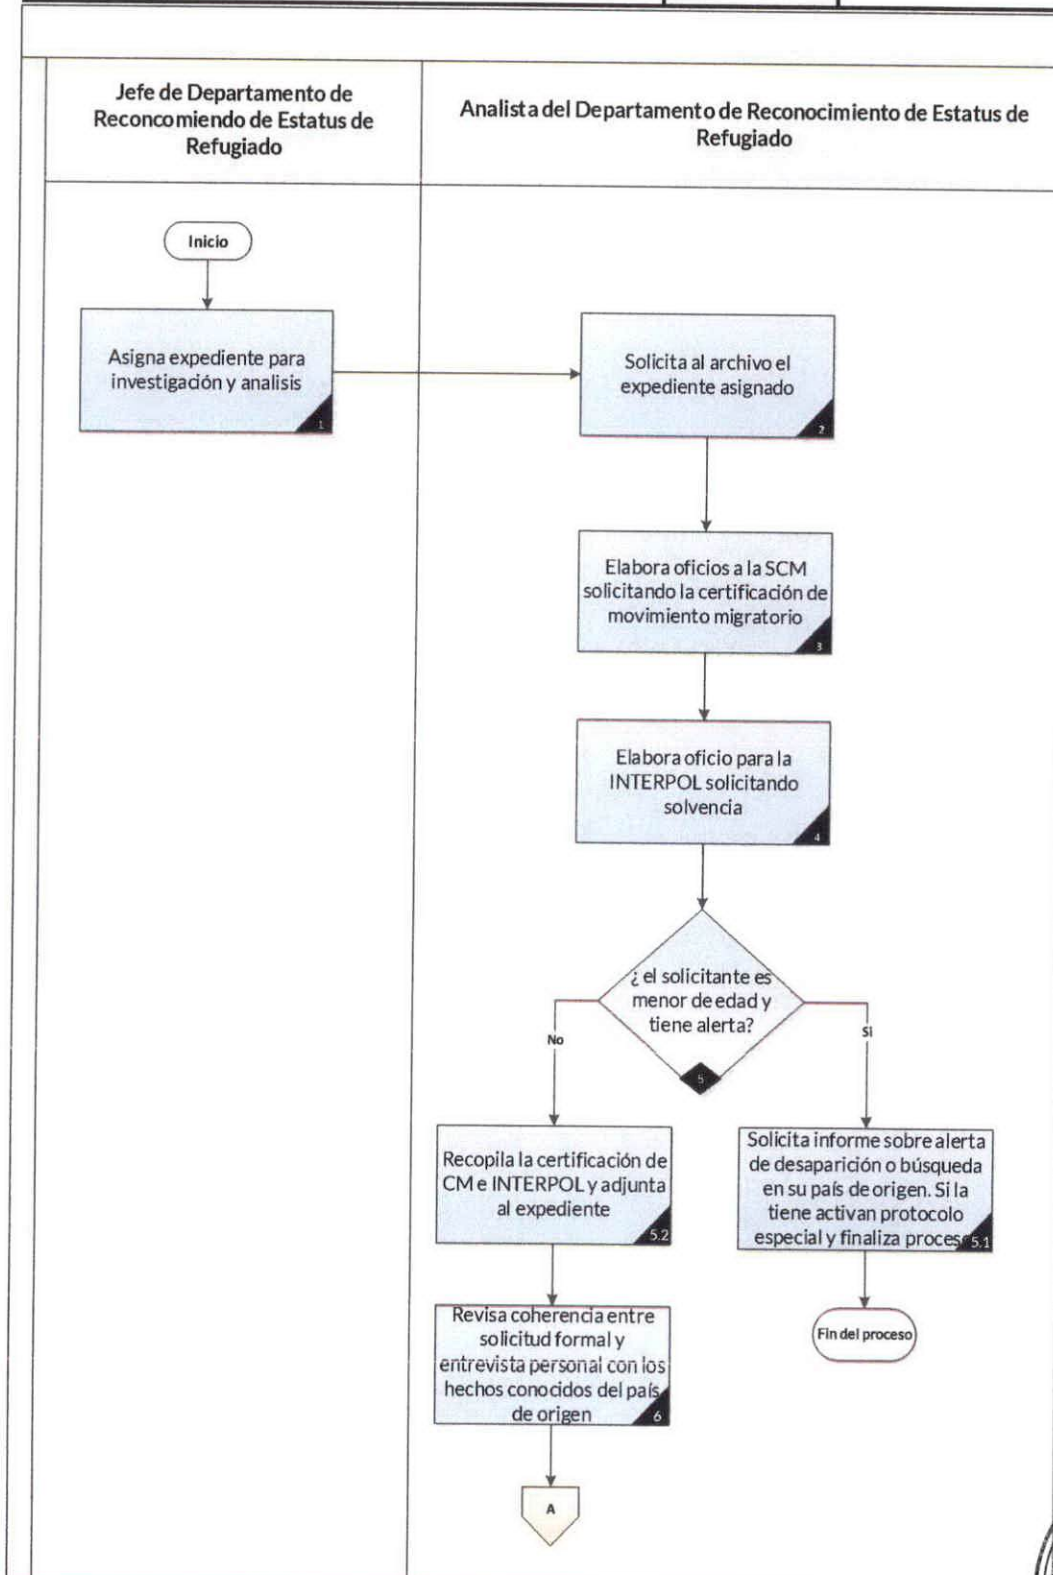 Jefe de Departamento de
Reconcomiendo de Estatus de
Refugiado
Analista del Departamento de Reconocimiento de Estatus de
Refugiado
Inicio
Asigna expediente para
investigación y analisis
1
Solicita al archivo el
expediente asignado
2
Elabora oficios a la SCM
solicitando la certificación de
movimiento migratorio
3
Elabora oficio para la
INTERPOL solicitando
solvencia
4
¿ el solicitante es
menor de edad y
tiene alerta?
5
No
Si
Recopila la certificación de
CM e INTERPOL y adjunta
al expediente
5.2
Solicita informe sobre alerta
de desaparición o búsqueda
en su país de origen. Si la
tiene activan protocolo
especial y finaliza proceso
5.1
Revisa coherencia entre
solicitud formal y
entrevista personal con los
hechos conocidos del país
de origen
6
Fin del proceso
A